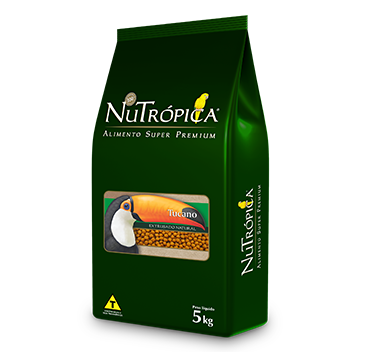 NuTRÓPICA®
ALIMENTO SUPER PREMIUM
Tucano
EXTRUSADO NATURAL
T
Peso líquido
5kg
NuTRÓPICA
ALIMENTO SUPER PREMIUM